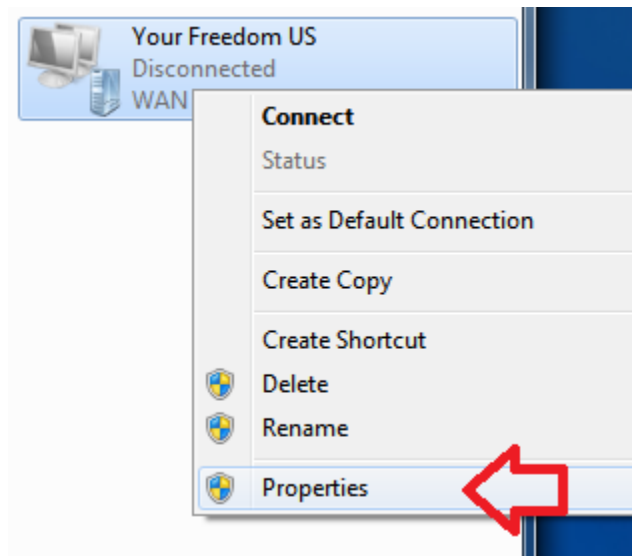 Your Freedom US
Disconnected
WAN
Connect
Status
Set as Default Connection
Create Copy
Create Shortcut
Delete
Rename
Properties